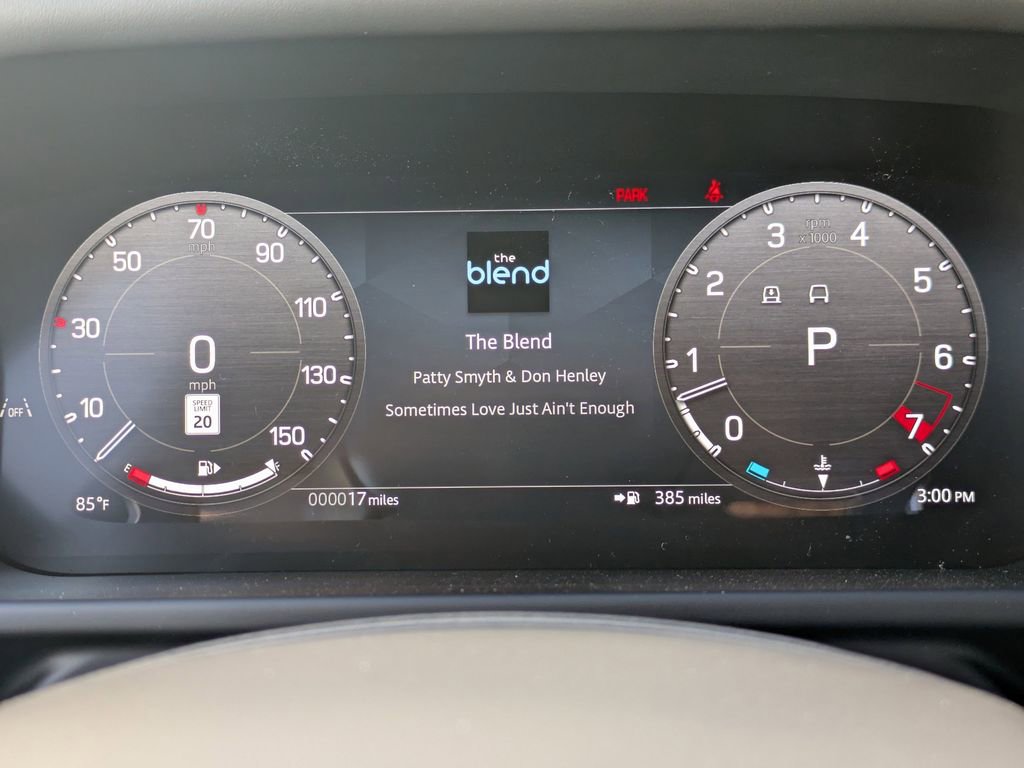 PARK
70
mph
50
90
30
110
10
130
150
0
mph
SPEED
LIMIT
20
E
F
OFF
85°F
000017 miles
the
blend
The Blend
Patty Smyth & Don Henley
Sometimes Love Just Ain't Enough
385 miles
rpm
x1000
3
4
2
5
1
6
0
7
P
3:00 PM